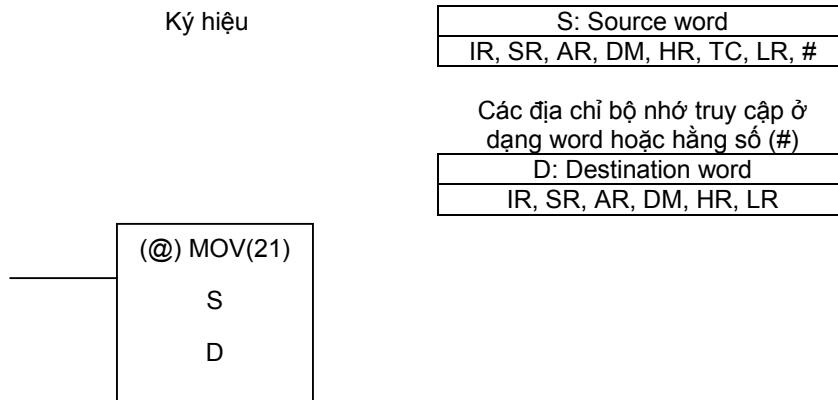 Ký hiệu
S: Source word
IR, SR, AR, DM, HR, TC, LR, #
Các địa chỉ bộ nhớ truy cập ở
dạng word hoặc hằng số (#)
D: Destination word
IR, SR, AR, DM, HR, LR
(@) MOV(21)
S
D